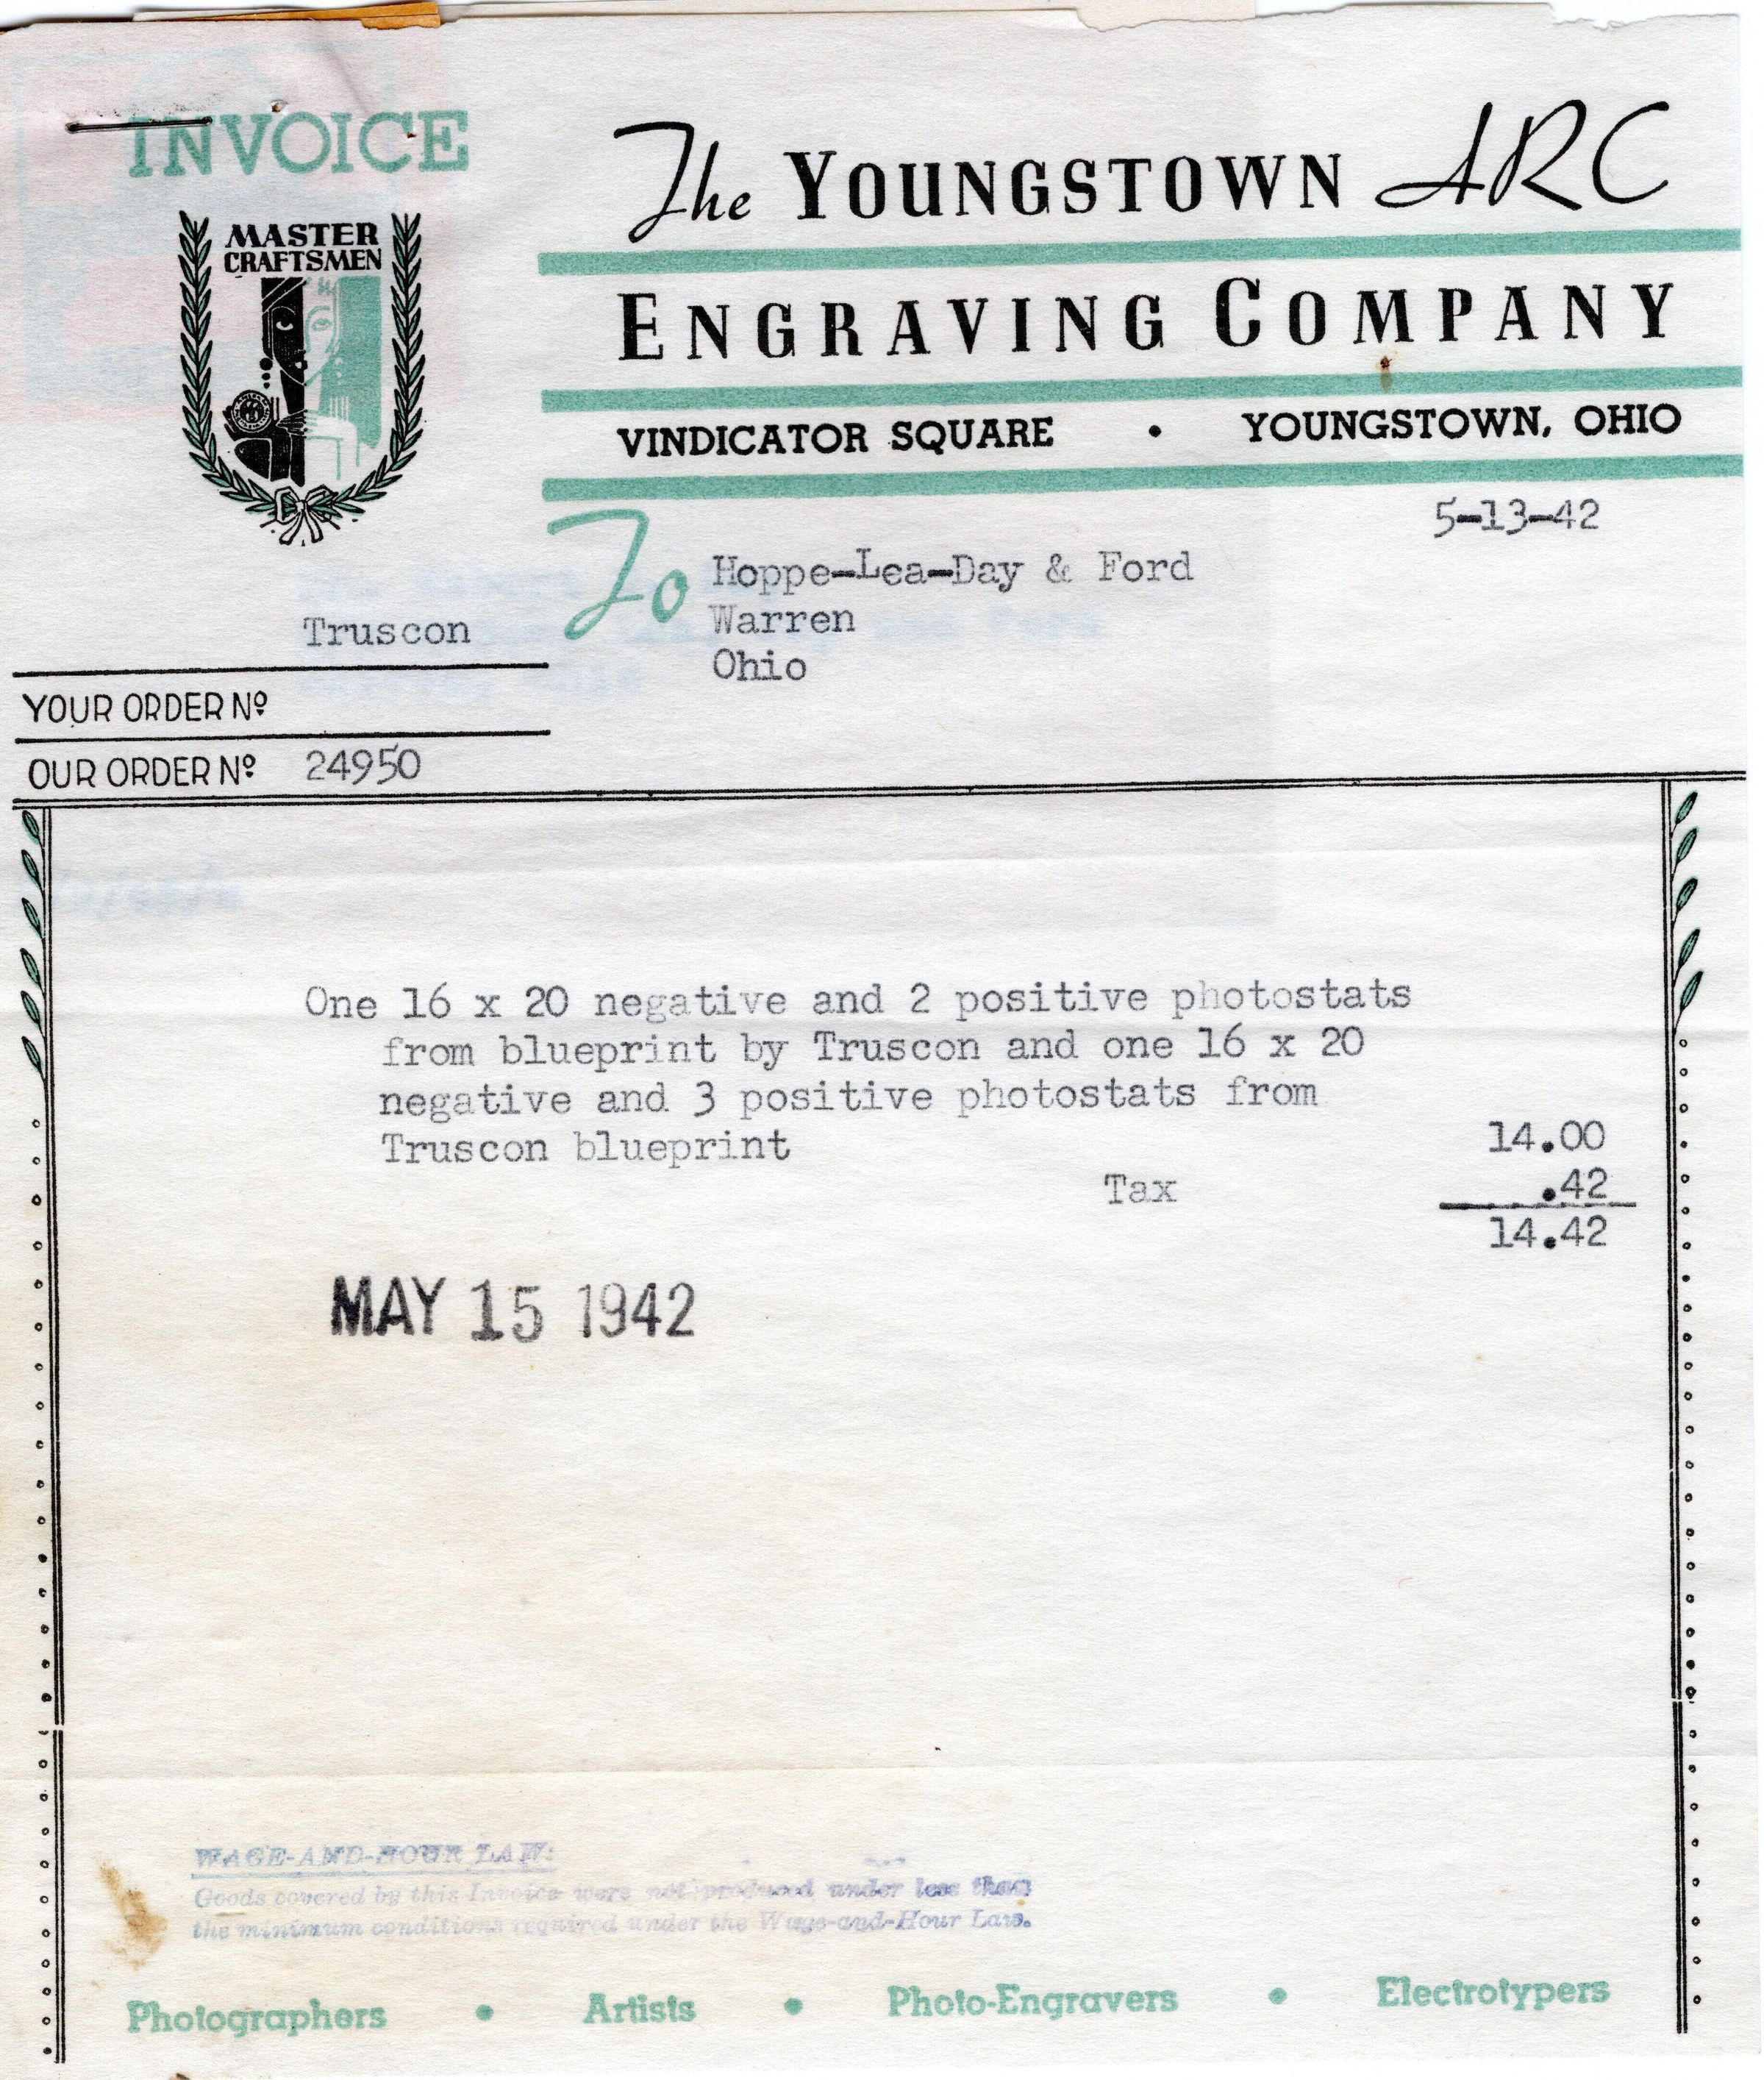 INVOICE
The YOUNGSTOWN ARC
MASTER
CRAFTSMEN
ENGRAVING COMPANY
VINDICATOR SQUARE • YOUNGSTOWN, OHIO
5-13-42
To Hoppe-Lea-Day & Ford
Warren
Ohio
Truscon
YOUR ORDER Nº
OUR ORDER Nº 24950
One 16 x 20 negative and 2 positive photostats
from blueprint by Truscon and one 16 x 20
negative and 3 positive photostats from
Truscon blueprint 14.00
Tax .42
14.42
MAY 15 1942
WAGE-AND-HOUR LAW:
Goods covered by this Invoice were not produced under less than
the minimum conditions required under the Wage-and-Hour Law.
Photographers • Artists • Photo-Engravers • Electrotypers